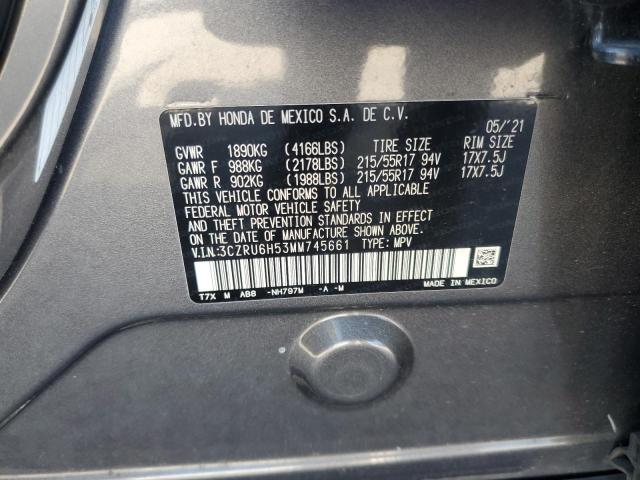 MFD.BY HONDA DE MEXICO S.A. DE C.V.
05/'21
GVWR 1890KG (4166LBS) TIRE SIZE RIM SIZE
GAWR F 988KG (2178LBS) 215/55R17 94V 17X7.5J
GAWR R 902KG (1988LBS) 215/55R17 94V 17X7.5J
THIS VEHICLE CONFORMS TO ALL APPLICABLE
FEDERAL MOTOR VEHICLE SAFETY
AND THEFT PREVENTION STANDARDS IN EFFECT
ON THE DATE OF MANUFACTURE SHOWN ABOVE.
V.I.N:3CZRU6H53MM745661 TYPE: MPV
T7X M AB8 -NH797M -A -M
MADE IN MEXICO